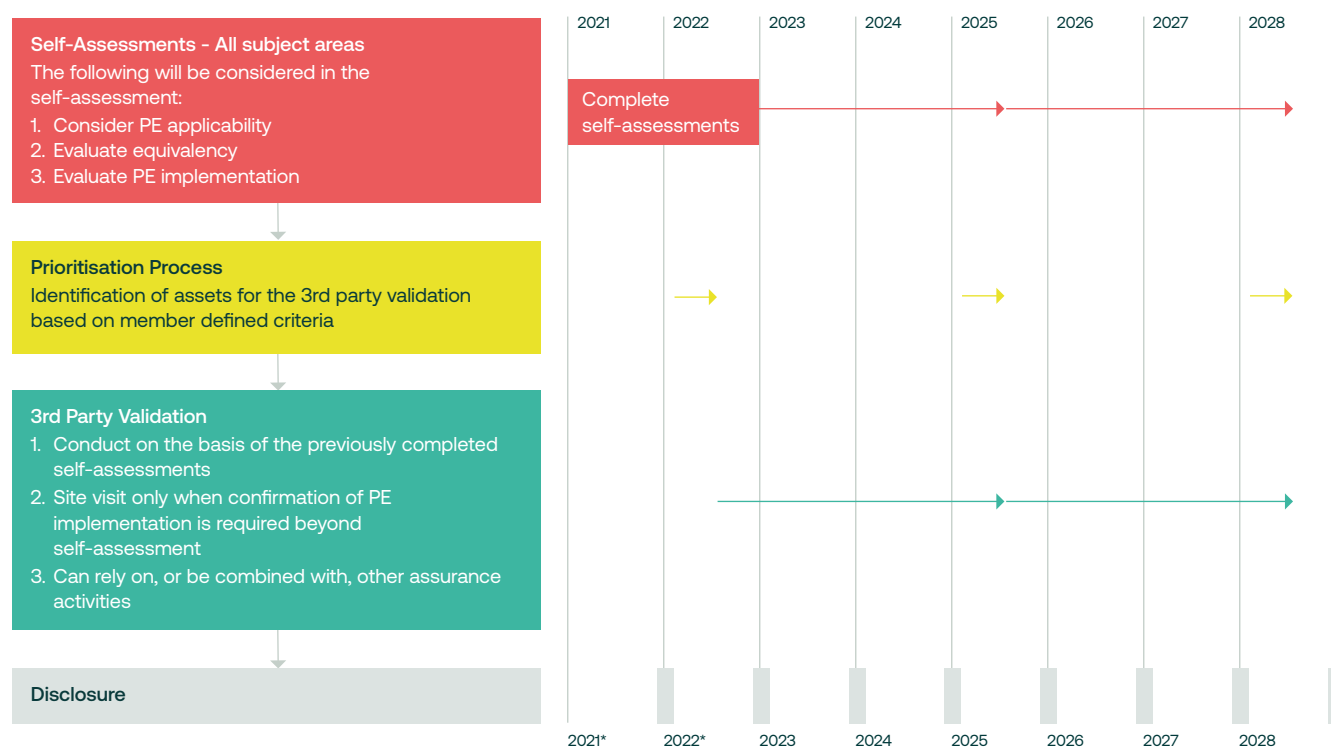 Self-Assessments - All subject areas
The following will be considered in the
self-assessment:
1. Consider PE applicability
2. Evaluate equivalency
3. Evaluate PE implementation
Prioritisation Process
Identification of assets for the 3rd party validation
based on member defined criteria
3rd Party Validation
1. Conduct on the basis of the previously completed
self-assessments
2. Site visit only when confirmation of PE
implementation is required beyond
self-assessment
3. Can rely on, or be combined with, other assurance
activities
Disclosure
2021 2022 2023 2024 2025 2026 2027 2028
Complete
self-assessments
2021* 2022* 2023 2024 2025 2026 2027 2028